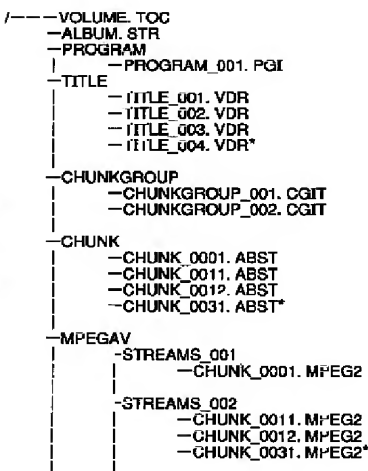 /----VOLUME. TOC
-ALBUM. STR
-PROGRAM
-PROGRAM_001. PGI
-TITLE
-TITLE_001. VDR
-TITLE_002. VDR
-TITLE_003. VDR
-TITLE_004. VDR*
-CHUNKGROUP
-CHUNKGROUP_001. CGIT
-CHUNKGROUP_002. CGIT
-CHUNK
-CHUNK_0001. ABST
-CHUNK_0011. ABST
-CHUNK_0012. ABST
-CHUNK_0031. ABST*
-MPEGAV
-STREAMS_001
-CHUNK_0001. MPEG2
-STREAMS_002
-CHUNK_0011. MPEG2
-CHUNK_0012. MPEG2
-CHUNK_0031. MPEG2*